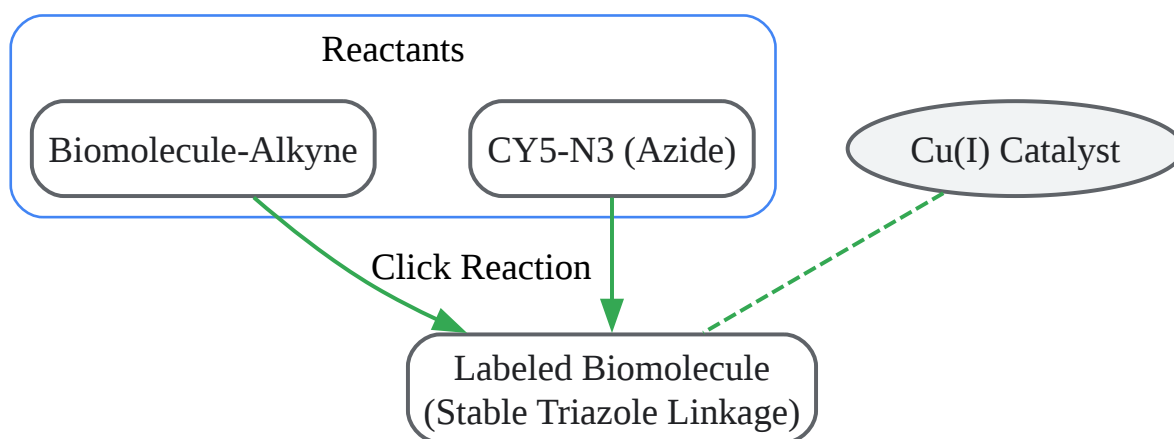 Reactants
Biomolecule-Alkyne
CY5-N3 (Azide)
Cu(I) Catalyst
Click Reaction
Labeled Biomolecule
(Stable Triazole Linkage)